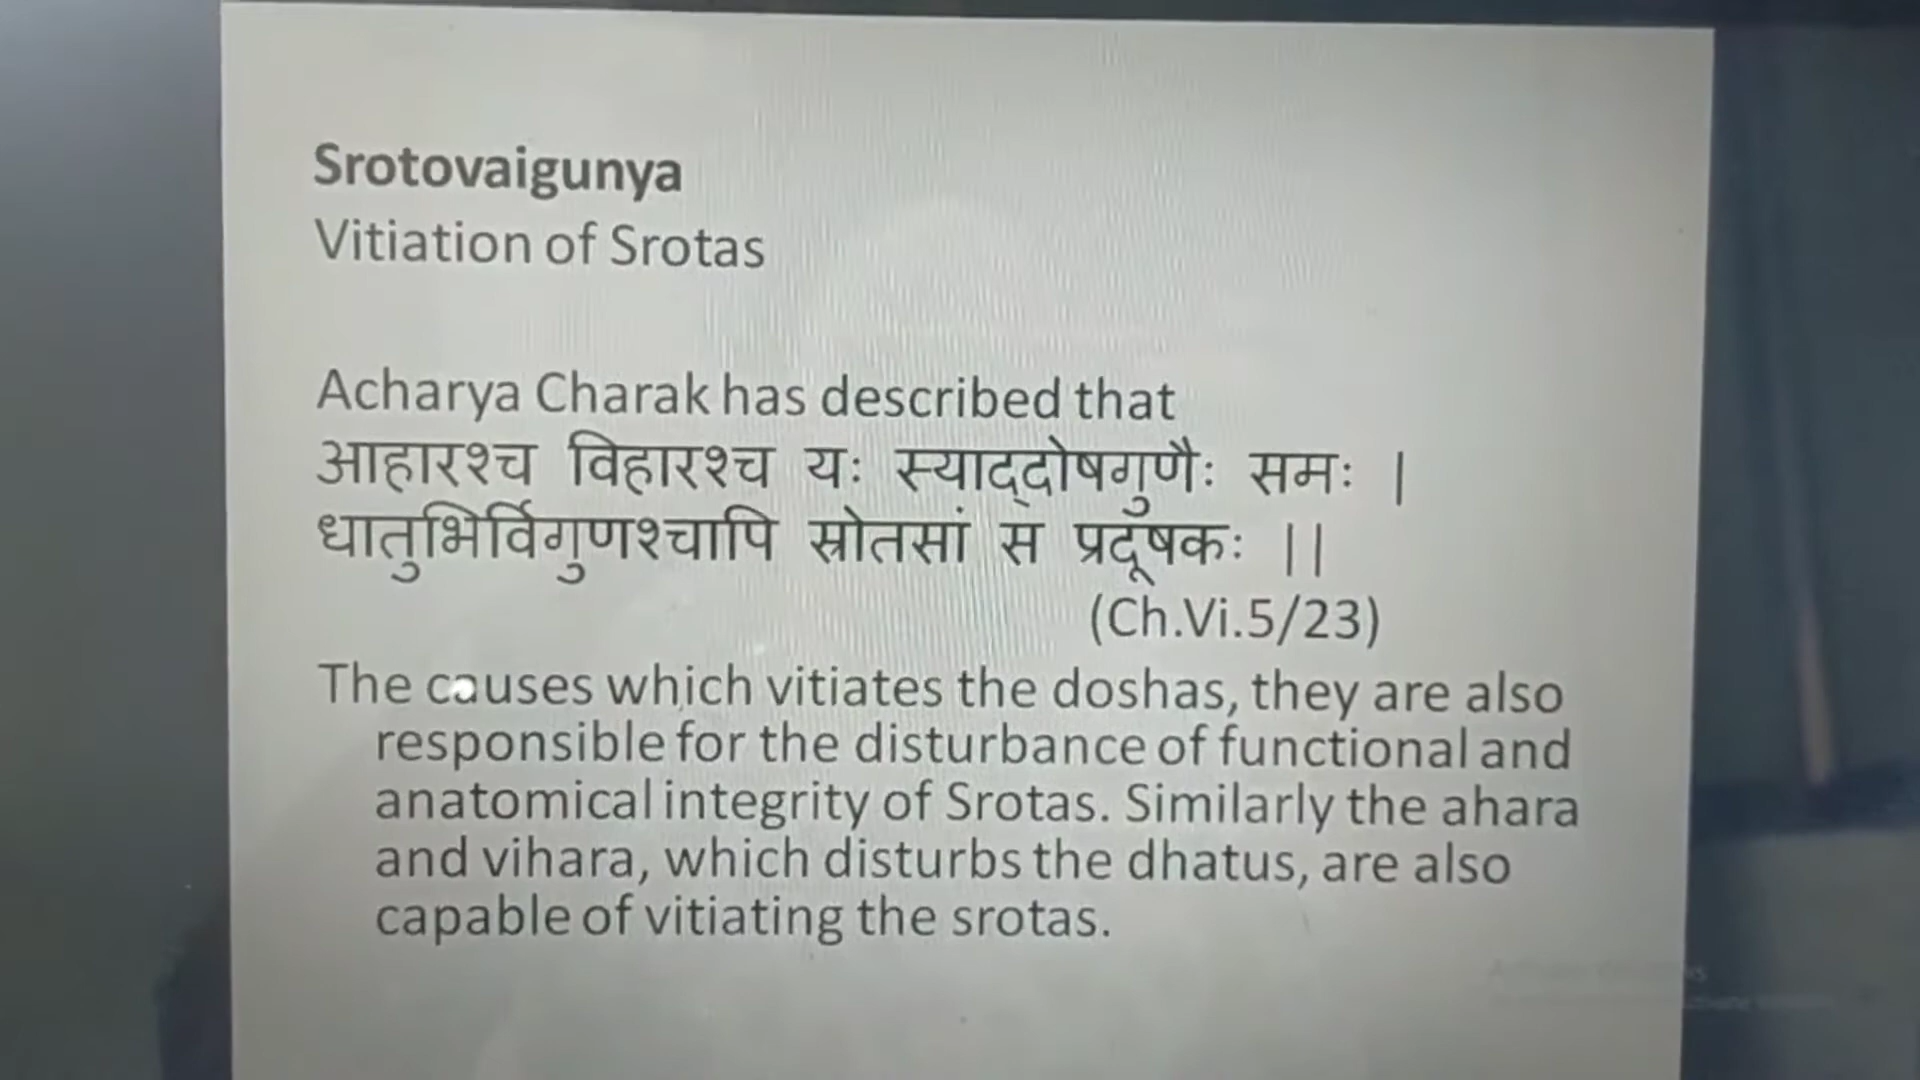 Srotovaigunya
Vitiation of Srotas
Acharya Charak has described that
आहारश्च विहारश्च यः स्याद्दोषगुणैः समः |
धातुभिर्विगुणश्चापि स्रोतसां स प्रदूषकः ||
(Ch.Vi.5/23)
The causes which vitiates the doshas, they are also
responsible for the disturbance of functional and
anatomical integrity of Srotas. Similarly the ahara
and vihara, which disturbs the dhatus, are also
capable of vitiating the srotas.